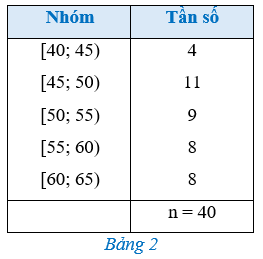 Nhóm Tần số
[40; 45) 4
[45; 50) 11
[50; 55) 9
[55; 60) 8
[60; 65) 8
n = 40
Bảng 2